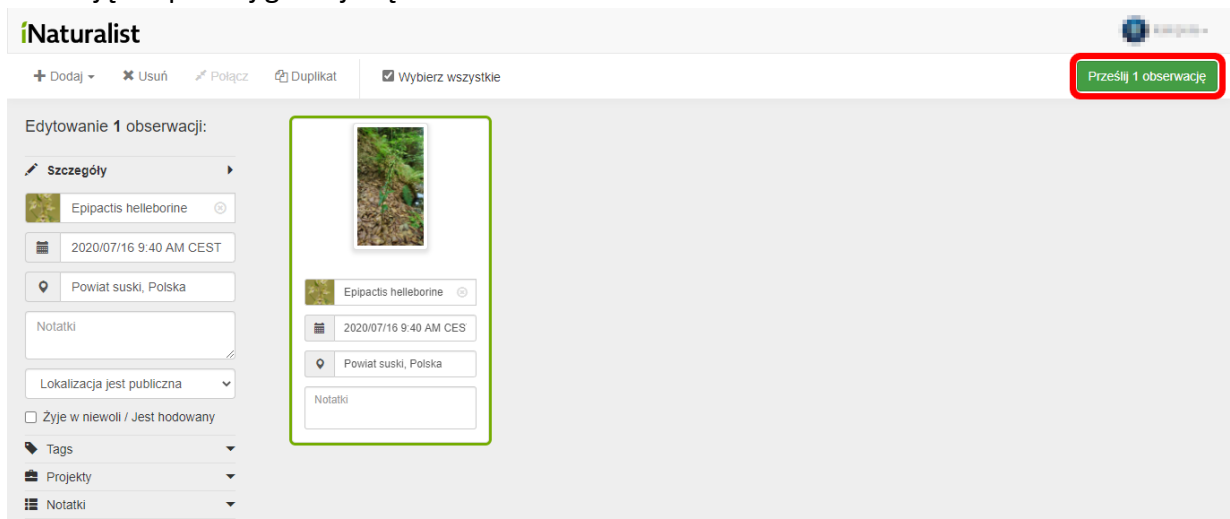 iNaturalist
Dodaj Usuń Połącz Duplikat Wybierz wszystkie Prześlij 1 obserwację
Edytowanie 1 obserwacji:
Szczegóły
Epipactis helleborine
2020/07/16 9:40 AM CEST
Powiat suski, Polska
Notatki
Lokalizacja jest publiczna
Żyje w niewoli / Jest hodowany
Tags
Projekty
Notatki
Epipactis helleborine
2020/07/16 9:40 AM CES
Powiat suski, Polska
Notatki